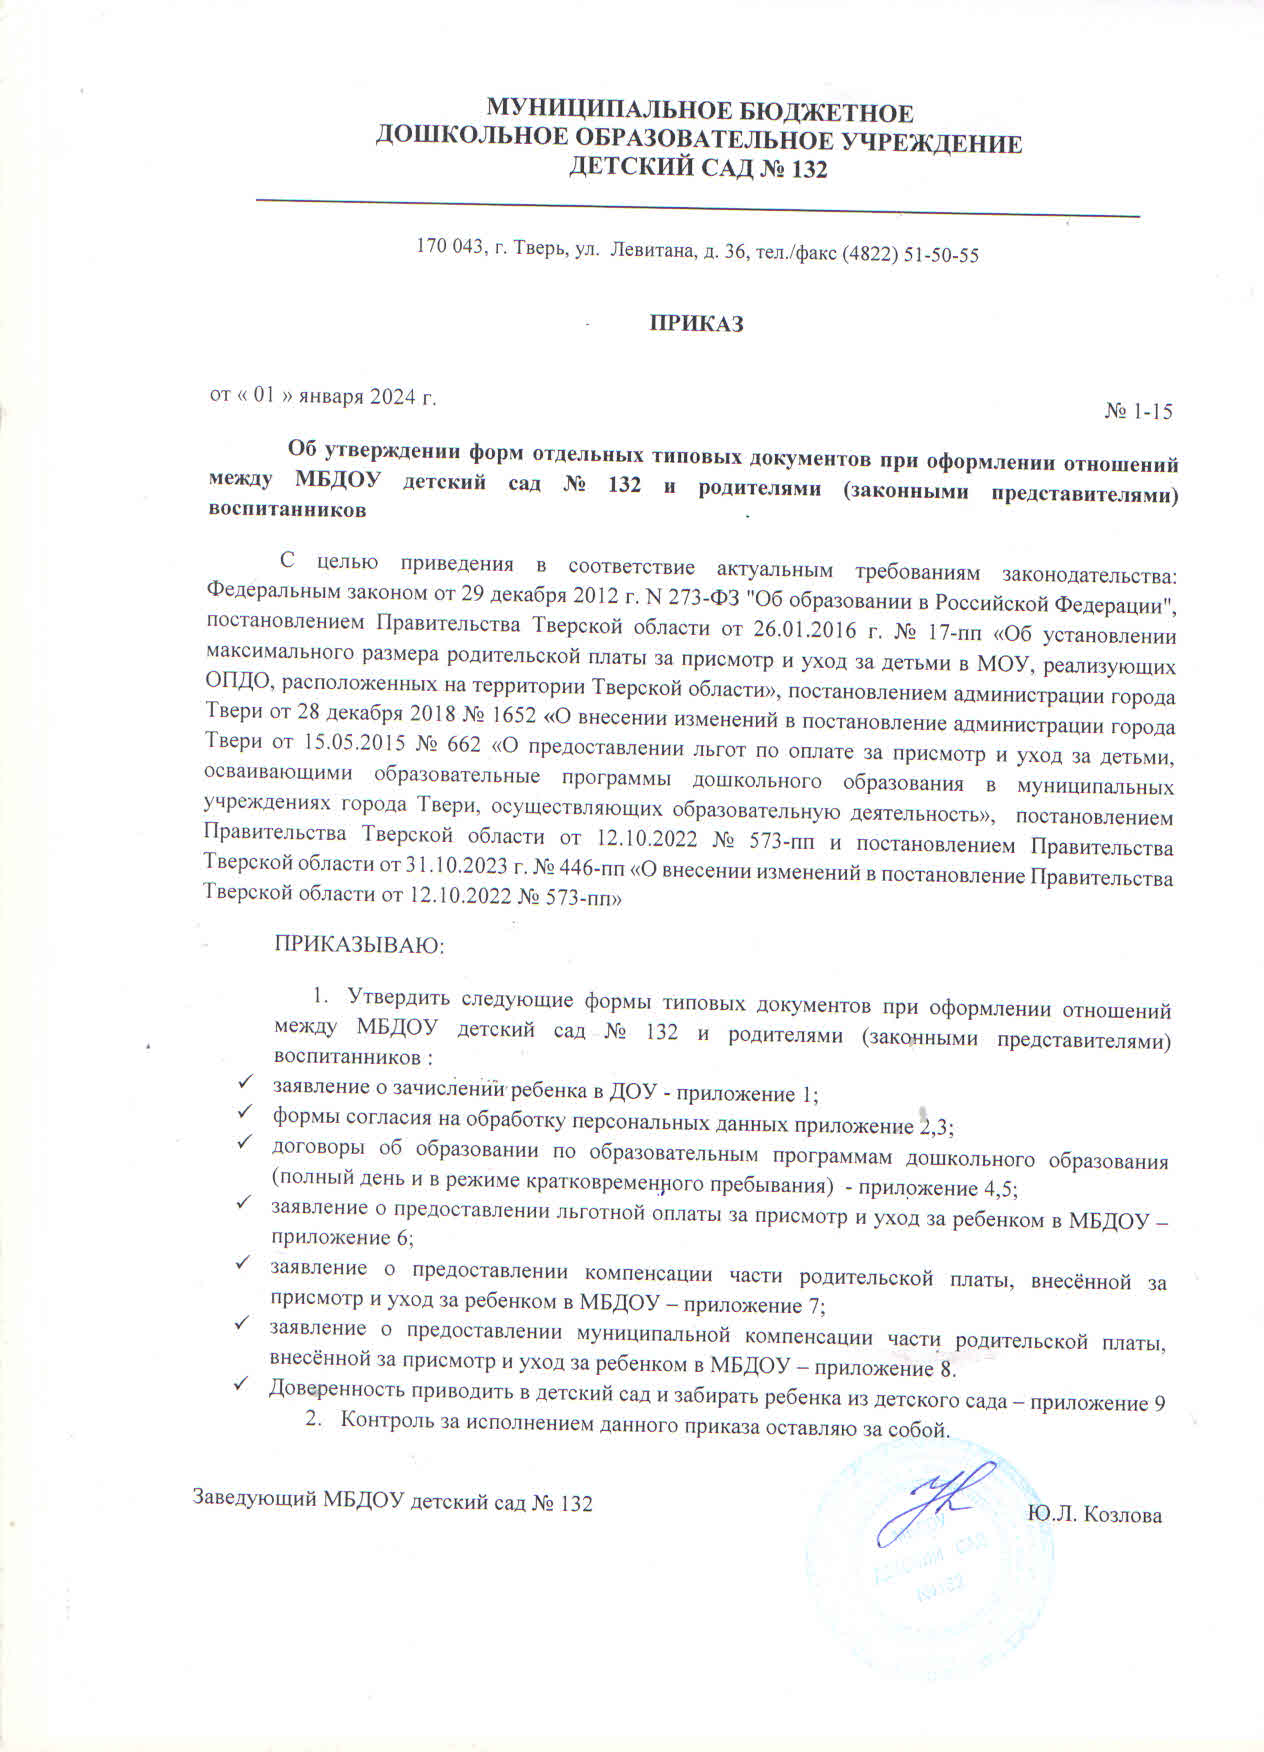 МУНИЦИПАЛЬНОЕ БЮДЖЕТНОЕ
ДОШКОЛЬНОЕ ОБРАЗОВАТЕЛЬНОЕ УЧРЕЖДЕНИЕ
ДЕТСКИЙ САД № 132
170 043, г. Тверь, ул. Левитана, д. 36, тел./факс (4822) 51-50-55
ПРИКАЗ
от « 01 » января 2024 г.
№ 1-15
Об утверждении форм отдельных типовых документов при оформлении отношений
между МБДОУ детский сад № 132 и родителями (законными представителями)
воспитанников
С целью приведения в соответствие актуальным требованиям законодательства:
Федеральным законом от 29 декабря 2012 г. N 273-ФЗ "Об образовании в Российской Федерации",
постановлением Правительства Тверской области от 26.01.2016 г. № 17-пп «Об установлении
максимального размера родительской платы за присмотр и уход за детьми в МОУ, реализующих
ОПДО, расположенных на территории Тверской области», постановлением администрации города
Твери от 28 декабря 2018 № 1652 «О внесении изменений в постановление администрации города
Твери от 15.05.2015 № 662 «О предоставлении льгот по оплате за присмотр и уход за детьми,
осваивающими образовательные программы дошкольного образования в муниципальных
учреждениях города Твери, осуществляющих образовательную деятельность», постановлением
Правительства Тверской области от 12.10.2022 № 573-пп и постановлением Правительства
Тверской области от 31.10.2023 г. № 446-пп «О внесении изменений в постановление Правительства
Тверской области от 12.10.2022 № 573-пп»
ПРИКАЗЫВАЮ:
1. Утвердить следующие формы типовых документов при оформлении отношений
между МБДОУ детский сад № 132 и родителями (законными представителями)
воспитанников :
✓ заявление о зачислении ребенка в ДОУ - приложение 1;
✓ формы согласия на обработку персональных данных приложение 2,3;
✓ договоры об образовании по образовательным программам дошкольного образования
(полный день и в режиме кратковременного пребывания) - приложение 4,5;
✓ заявление о предоставлении льготной оплаты за присмотр и уход за ребенком в МБДОУ –
приложение 6;
✓ заявление о предоставлении компенсации части родительской платы, внесённой за
присмотр и уход за ребенком в МБДОУ – приложение 7;
✓ заявление о предоставлении муниципальной компенсации части родительской платы,
внесённой за присмотр и уход за ребенком в МБДОУ – приложение 8.
✓ Доверенность приводить в детский сад и забирать ребенка из детского сада – приложение 9
2. Контроль за исполнением данного приказа оставляю за собой.
Заведующий МБДОУ детский сад № 132
Ю.Л. Козлова
МБДОУ
ДЕТСКИЙ САД
№132